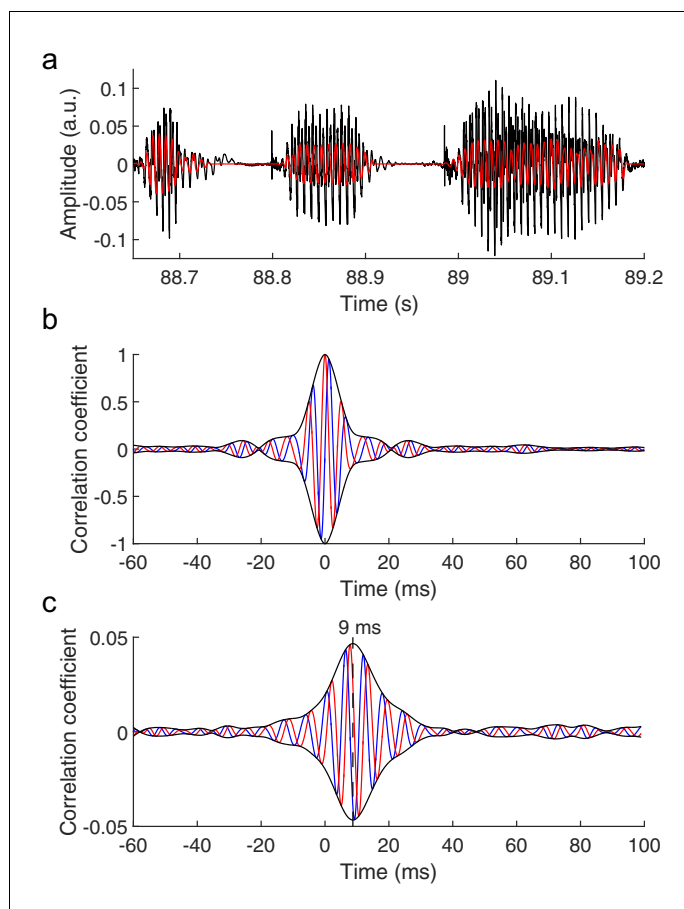 a
Amplitude (a.u.)
0.1
0.05
0
-0.05
-0.1
88.7 88.8 88.9 89 89.1 89.2
Time (s)
b
Correlation coefficient
1
0.5
0
-0.5
-1
-60 -40 -20 0 20 40 60 80 100
Time (ms)
c
9 ms
Correlation coefficient
0.05
0
-0.05
-60 -40 -20 0 20 40 60 80 100
Time (ms)